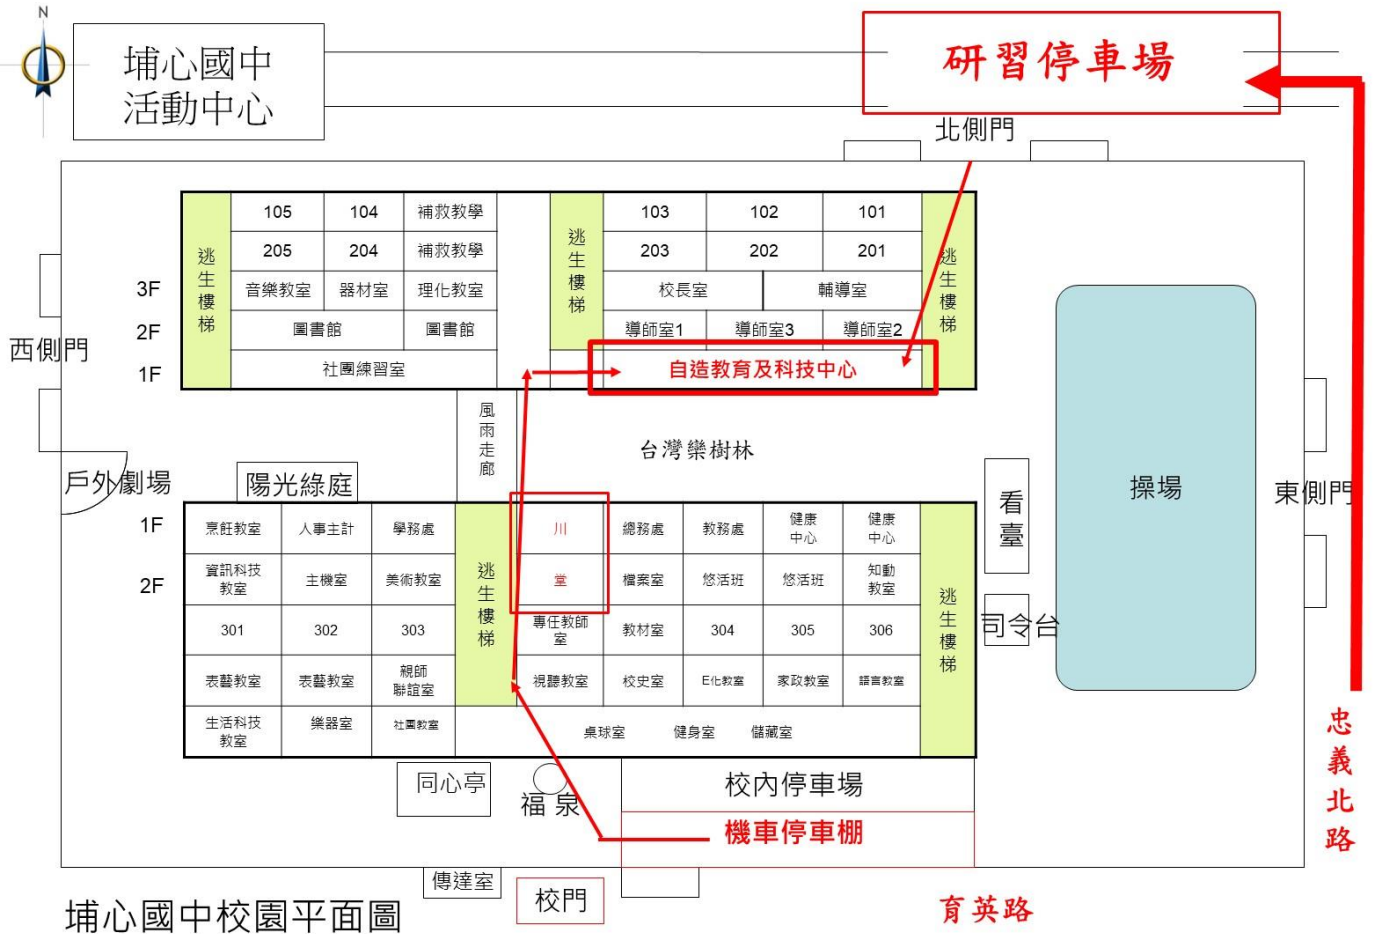 N
埔心國中
活動中心
研習停車場
北側門
逃生樓梯
105
104
補救教學
逃生樓梯
103
102
101
逃生樓梯
205
204
補救教學
203
202
201
3F
音樂教室
器材室
理化教室
校長室
輔導室
2F
圖書館
圖書館
導師室1
導師室3
導師室2
西側門
1F
社團練習室
自造教育及科技中心
風雨走廊
台灣欒樹林
戶外劇場
陽光綠庭
看臺
操場
東側門
1F
烹飪教室
人事主計
學務處
逃生樓梯
川
總務處
教務處
健康
中心
健康
中心
逃生樓梯
2F
資訊科技
教室
主機室
美術教室
堂
檔案室
悠活班
悠活班
知動
教室
司令台
301
302
303
專任教師
室
教材室
304
305
306
表藝教室
表藝教室
親師
聯誼室
視聽教室
校史室
E化教室
家政教室
語言教室
生活科技
教室
樂器室
社團教室
桌球室
健身室
儲藏室
忠義北路
同心亭
福泉
校內停車場
機車停車棚
傳達室
校門
育英路
埔心國中校園平面圖